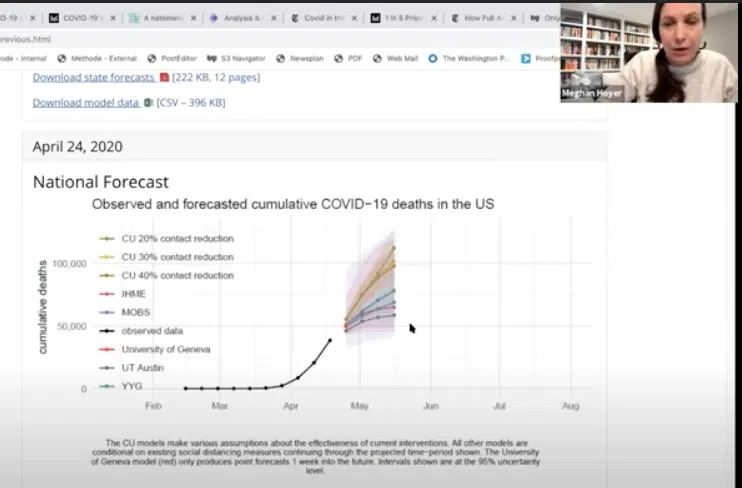 D-19
COVID-19'
A nationwi
Analysis &
Covid in the
1 in 5 Pris
How Full A
Onl
previous.html
ode - Internal
Methode - External
PostEditor
S3 Navigator
Newsplan
PDF
Web Mail
The Washington P...
Proofp
Meghan Hoyer
Download state forecasts [222 KB, 12 pages]
Download model data [CSV – 396 KB]
April 24, 2020
National Forecast
Observed and forecasted cumulative COVID−19 deaths in the US
cumulative deaths
100,000
50,000
0
CU 20% contact reduction
CU 30% contact reduction
CU 40% contact reduction
IHME
MOBS
observed data
University of Geneva
UT Austin
YYG
Feb
Mar
Apr
May
Jun
Jul
Aug
The CU models make various assumptions about the effectiveness of current interventions. All other models are
conditional on existing social distancing measures continuing through the projected time−period shown. The University
of Geneva model (red) only produces point forecasts 1 week into the future. Intervals shown are at the 95% uncertainty
level.